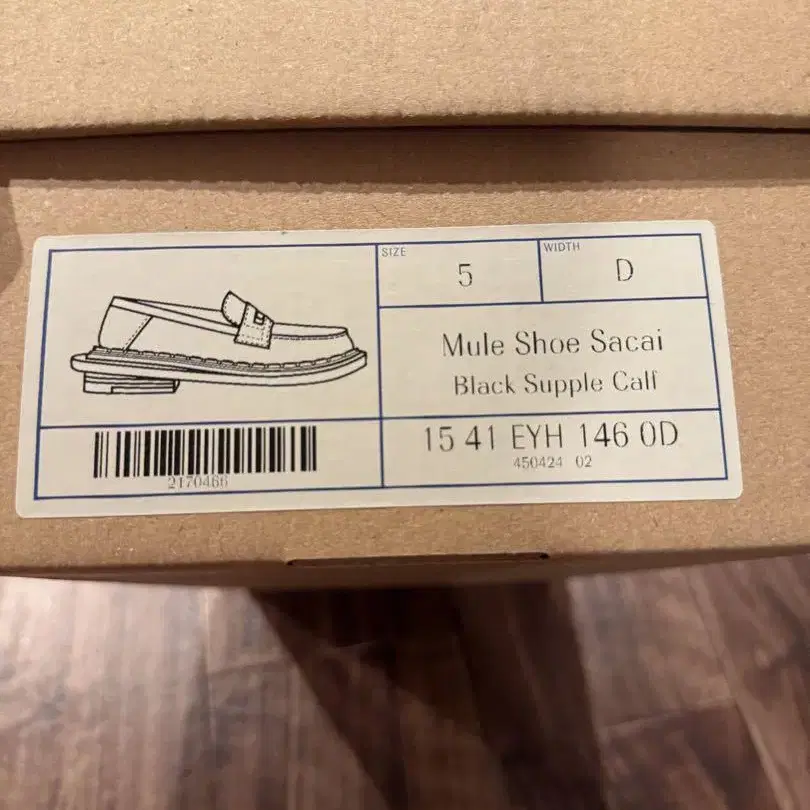 SIZE
5
WIDTH
D
Mule Shoe Sacai
Black Supple Calf
15 41 EYH 146 0D
450424 02
2170466